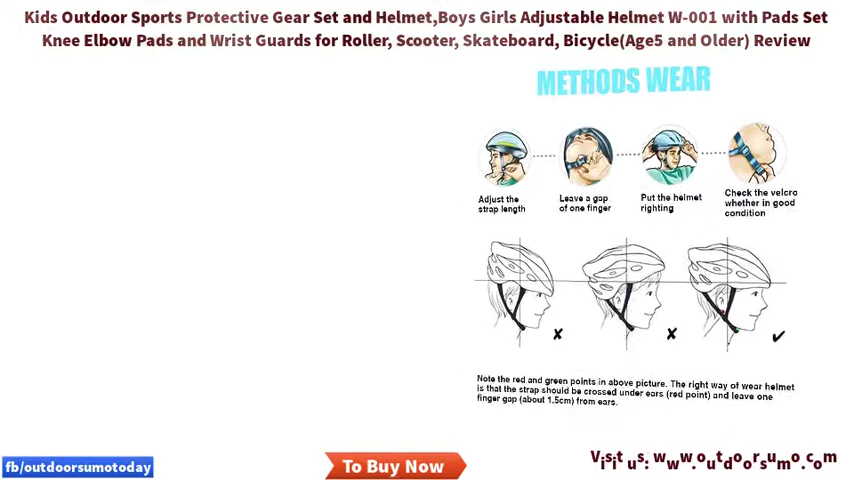 Kids Outdoor Sports Protective Gear Set and Helmet,Boys Girls Adjustable Helmet W-001 with Pads Set
Knee Elbow Pads and Wrist Guards for Roller, Scooter, Skateboard, Bicycle(Age5 and Older) Review
METHODS WEAR
Adjust the
strap length
Leave a gap
of one finger
Put the helmet
righting
Check the velcro
whether in good
condition
Note the red and green points in above picture. The right way of wear helmet
is that the strap should be crossed under ears (red point) and leave one
finger gap (about 1.5cm) from ears.
fb/outdoorsumotoday
To Buy Now
Visit us: www.outdoorsumo.com